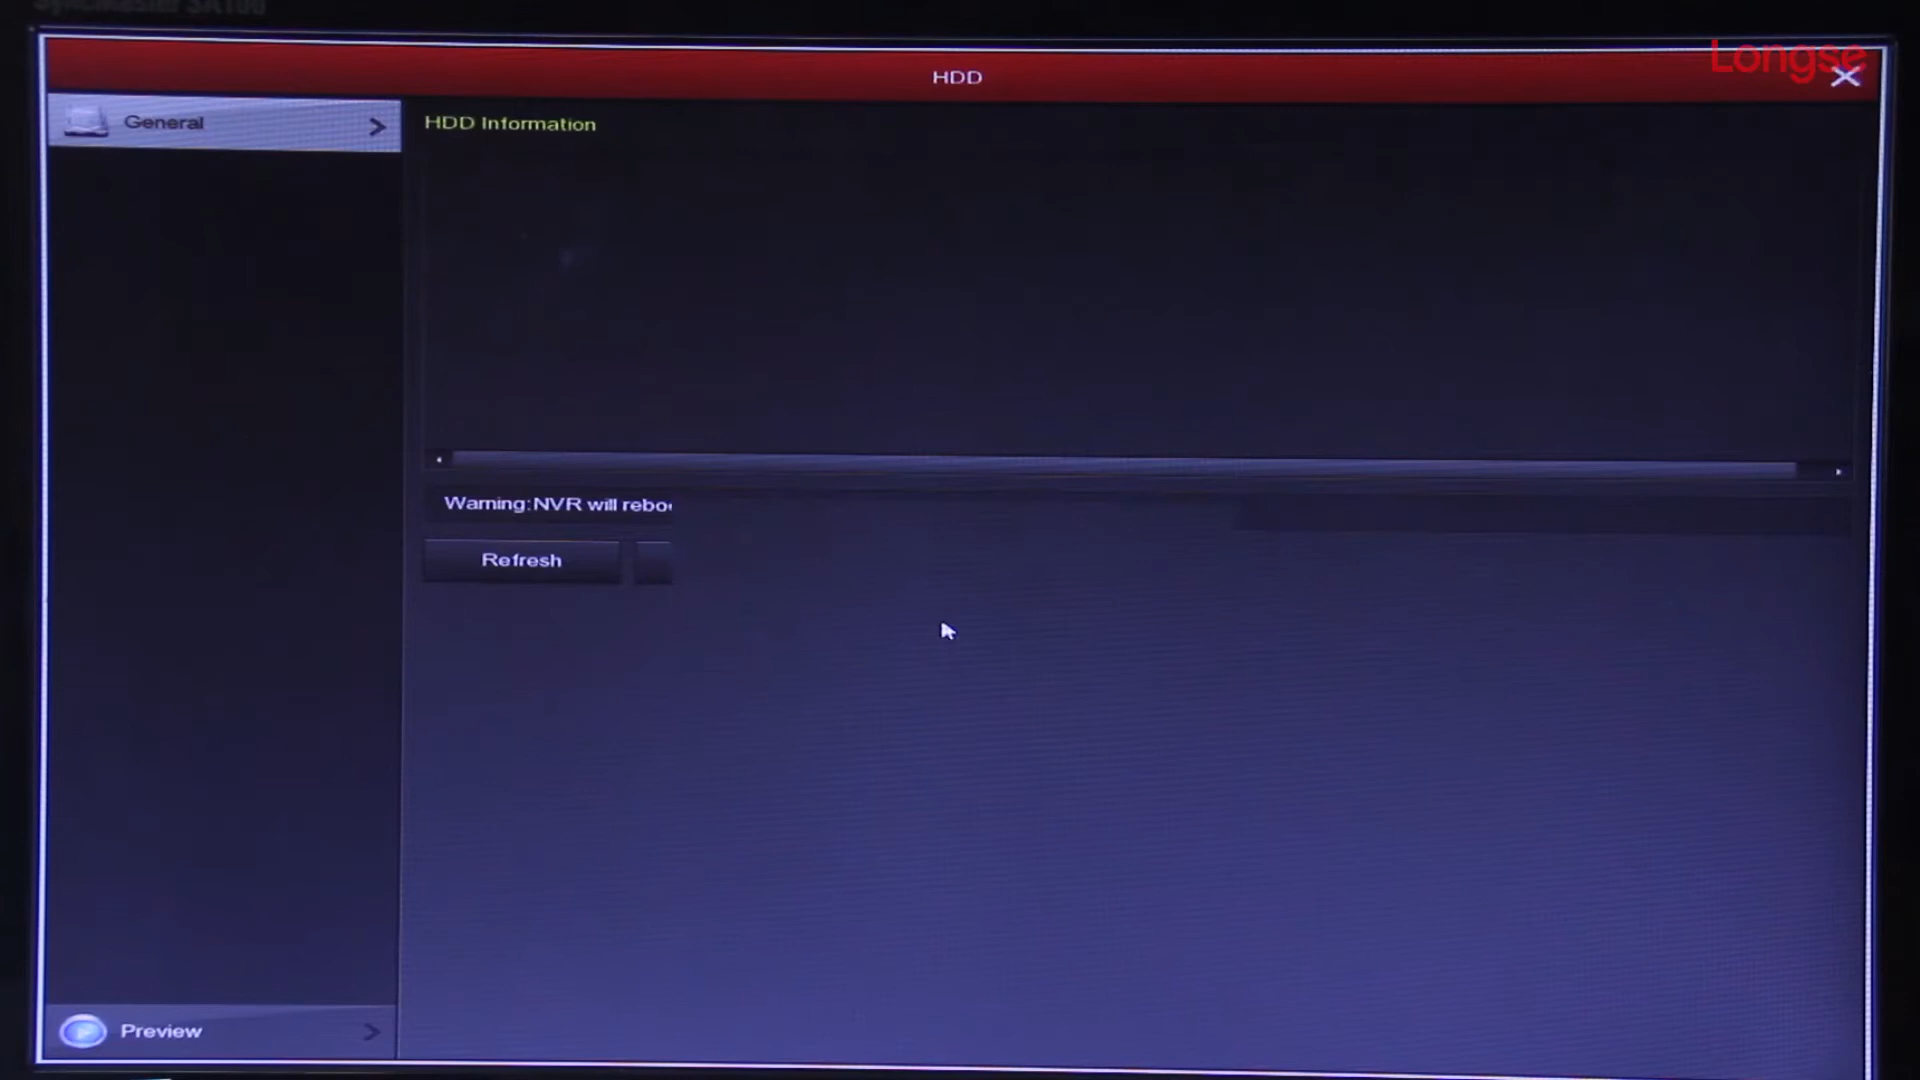 Longse
HDD
General
HDD Information
Warning:NVR will rebo
Refresh
Preview